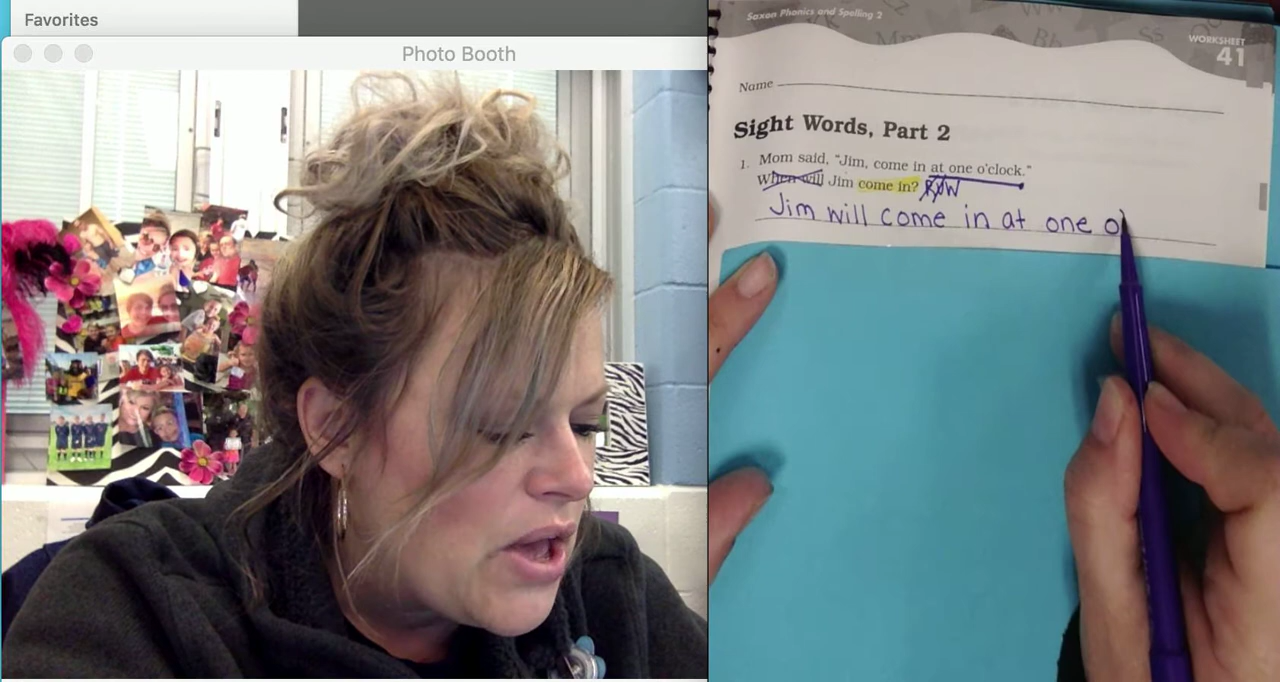 Favorites
Photo Booth
Saxon Phonics and Spelling 2
WORKSHEET
41
Name
Sight Words, Part 2
1. Mom said, "Jim, come in at one o'clock."
When will Jim come in? RIW
Jim will come in at one o'